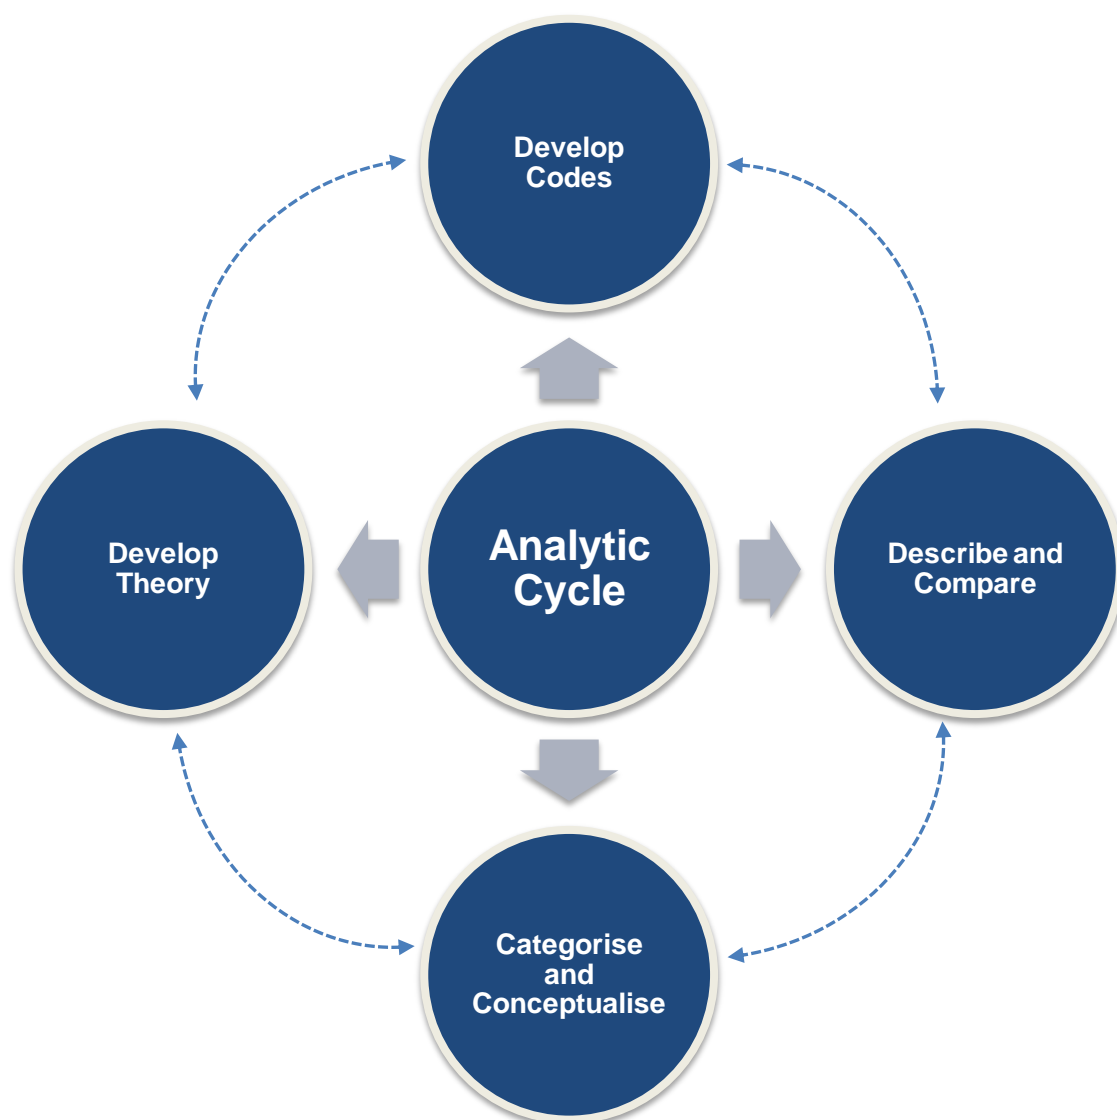 Develop
Codes
Develop
Theory
Analytic
Cycle
Describe and
Compare
Categorise
and
Conceptualise